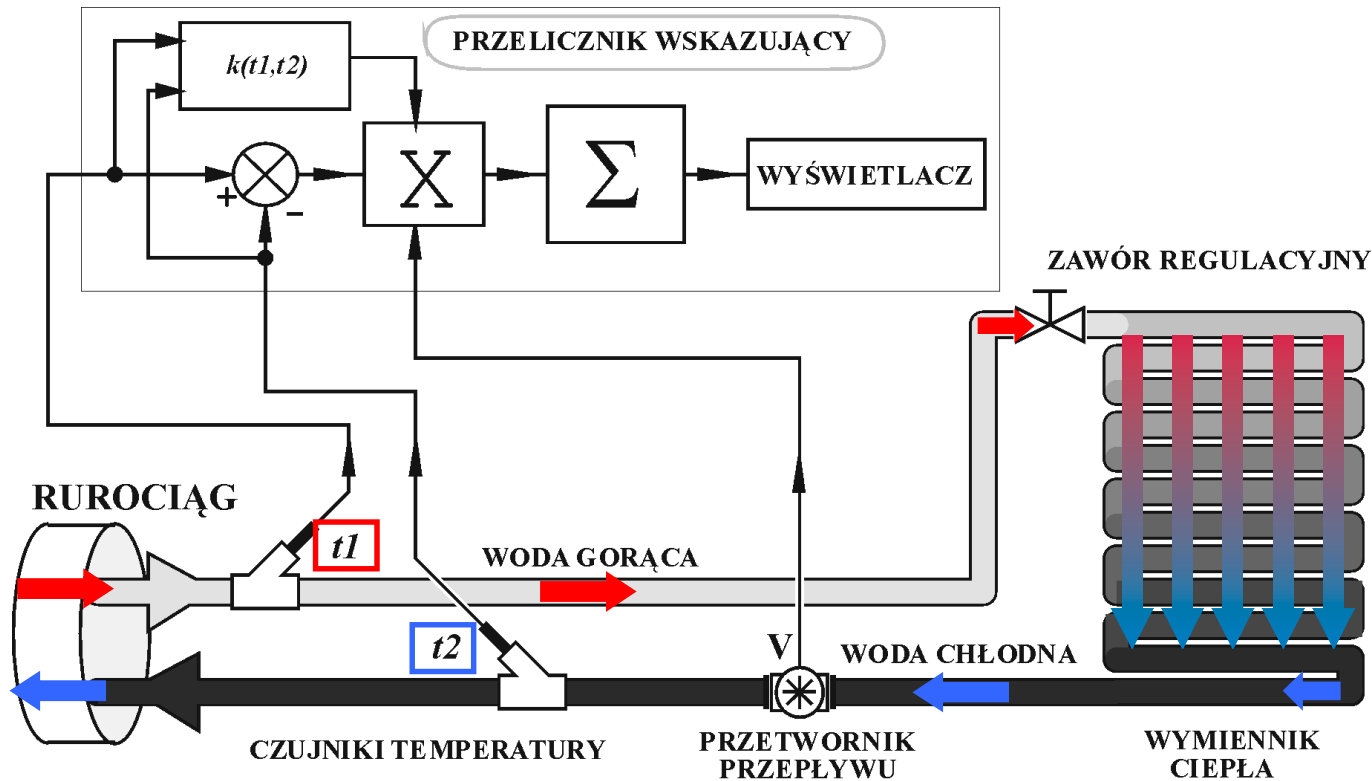 PRZELICZNIK WSKAZUJĄCY
k(t1,t2)
+
−
X
Σ
WYŚWIETLACZ
ZAWÓR REGULACYJNY
RUROCIĄG
t1
WODA GORĄCA
t2
V
WODA CHŁODNA
CZUJNIKI TEMPERATURY
PRZETWORNIK
PRZEPŁYWU
WYMIENNIK
CIEPŁA